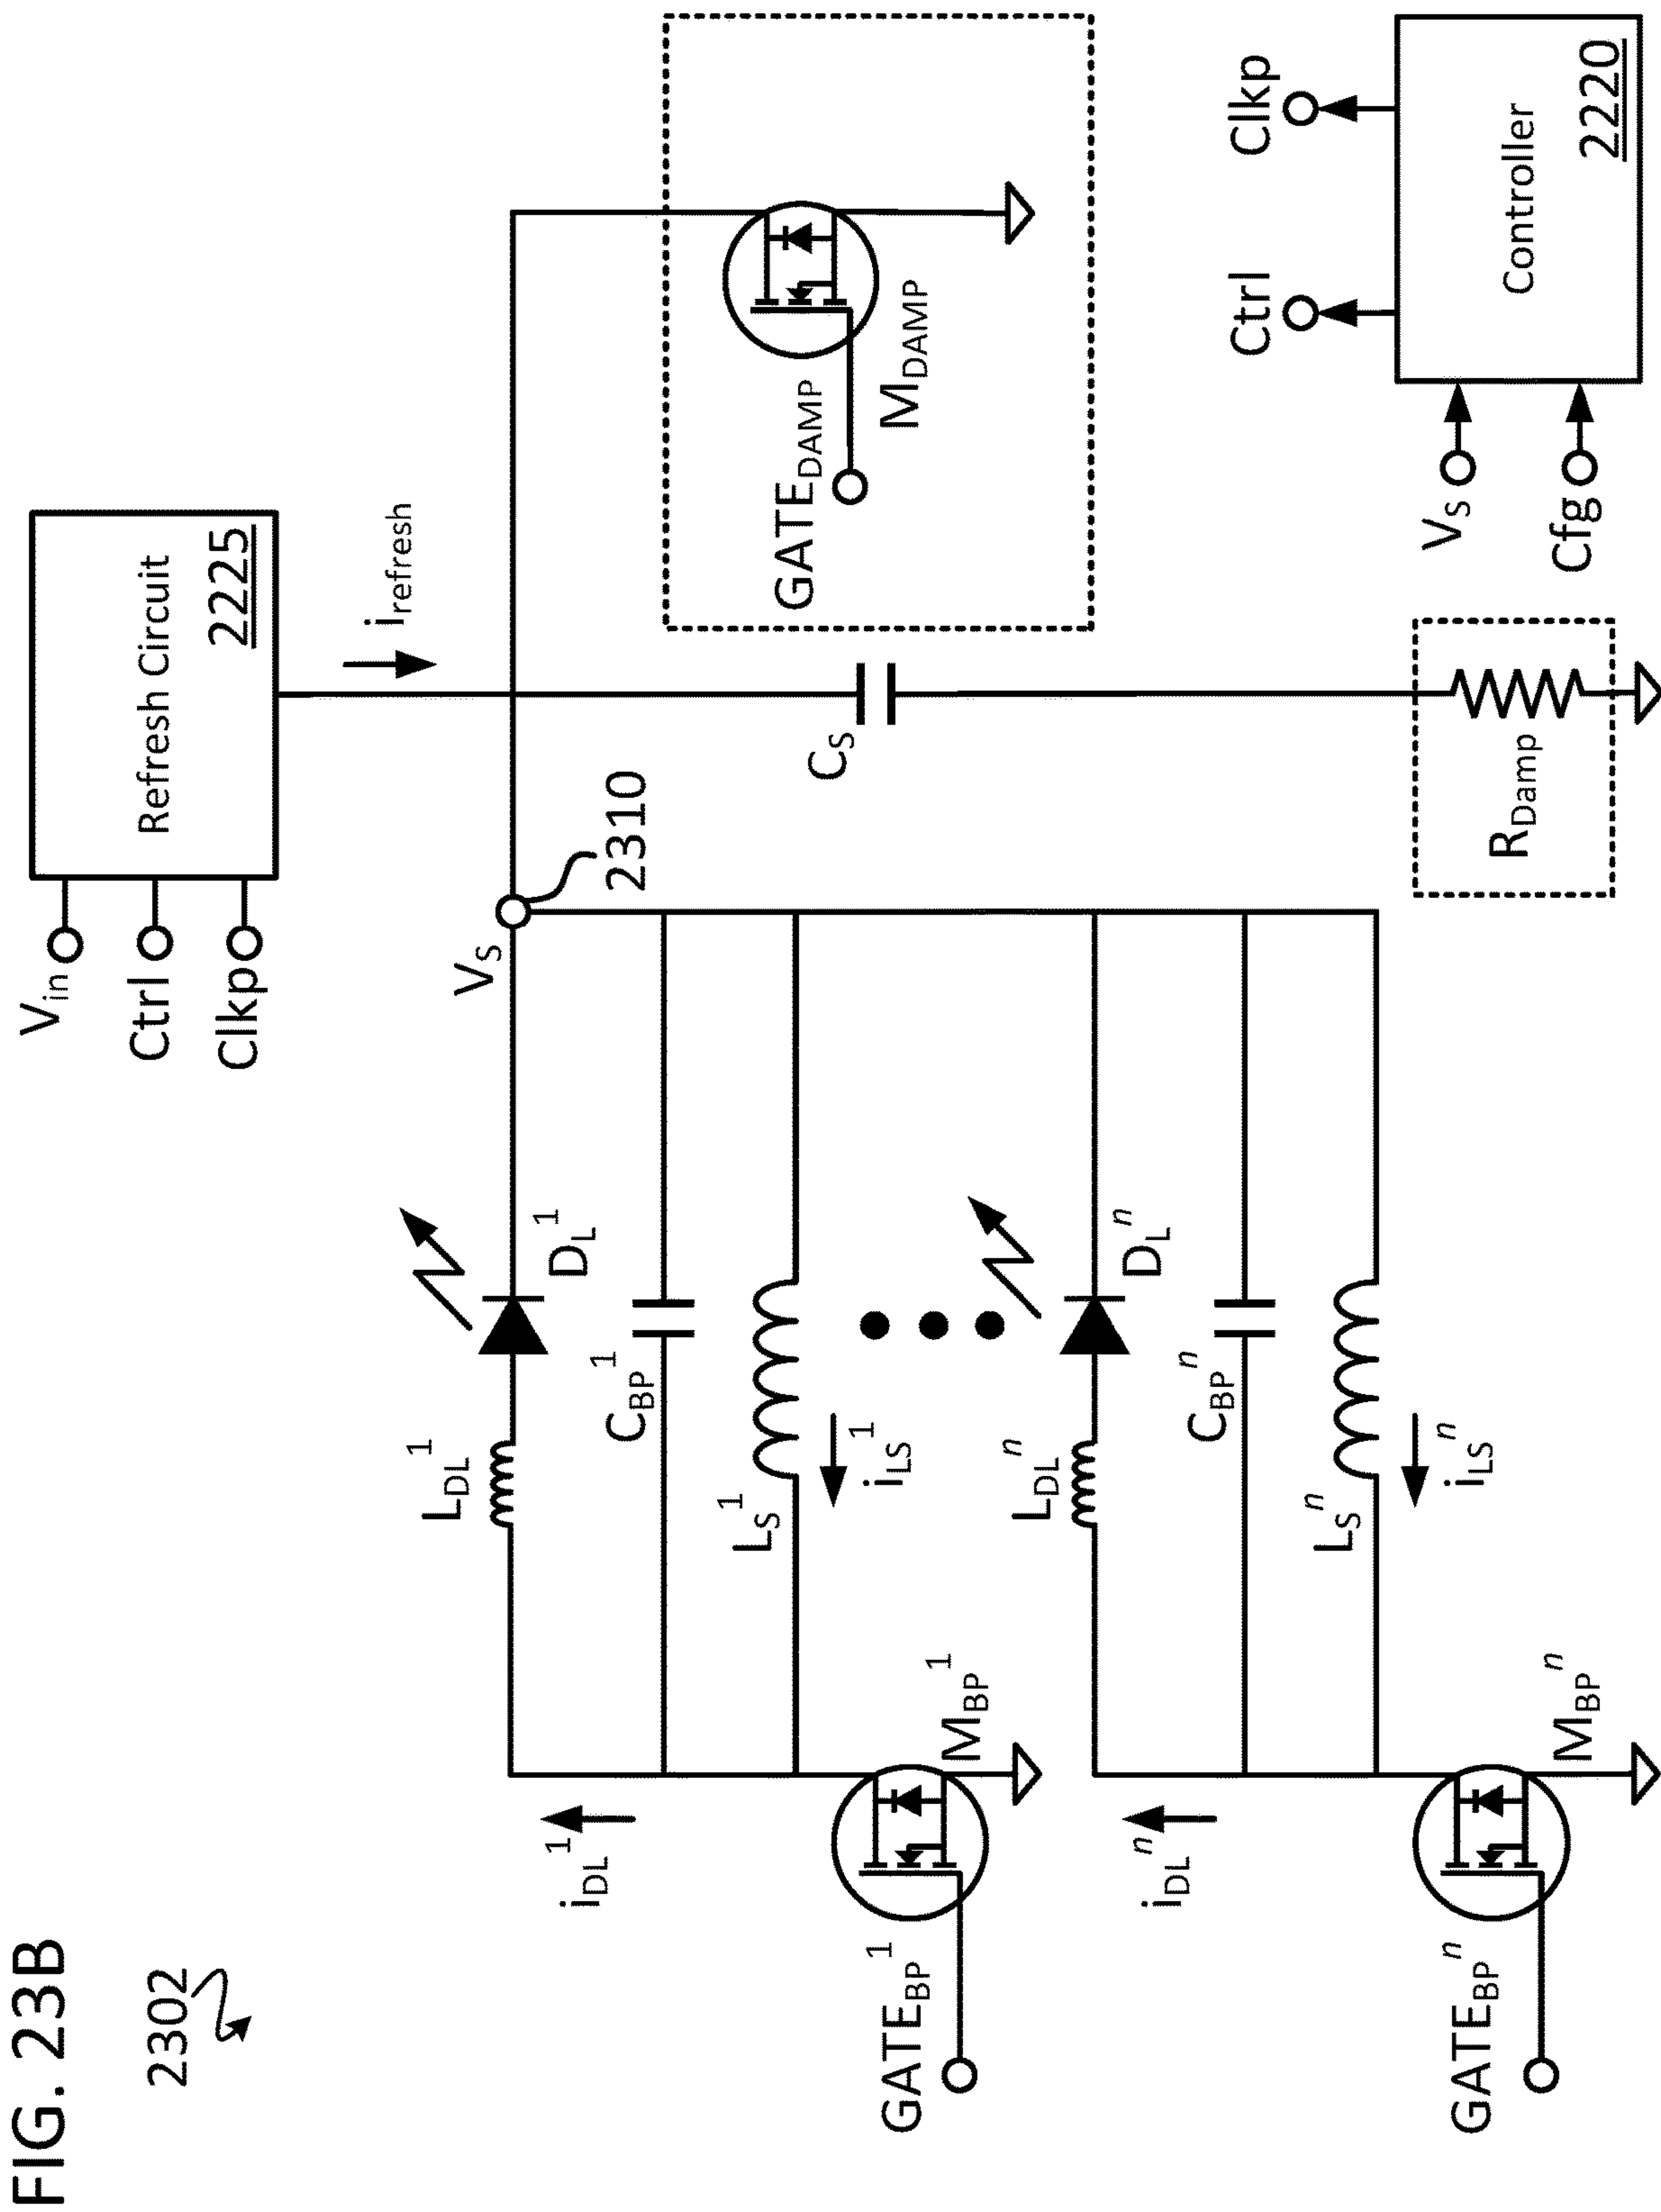 FIG. 23B
2302
V_in
Ctrl
Clkp
Refresh Circuit
2225
i_refresh
V_S
2310
L_DL^1
D_L^1
C_BP^1
L_S^1
i_LS^1
i_DL^1
M_BP^1
GATE_BP^1
L_DL^n
D_L^n
C_BP^n
L_S^n
i_LS^n
i_DL^n
M_BP^n
GATE_BP^n
C_S
R_Damp
GATE_DAMP
M_DAMP
V_S
Cfg
Ctrl
Clkp
Controller
2220